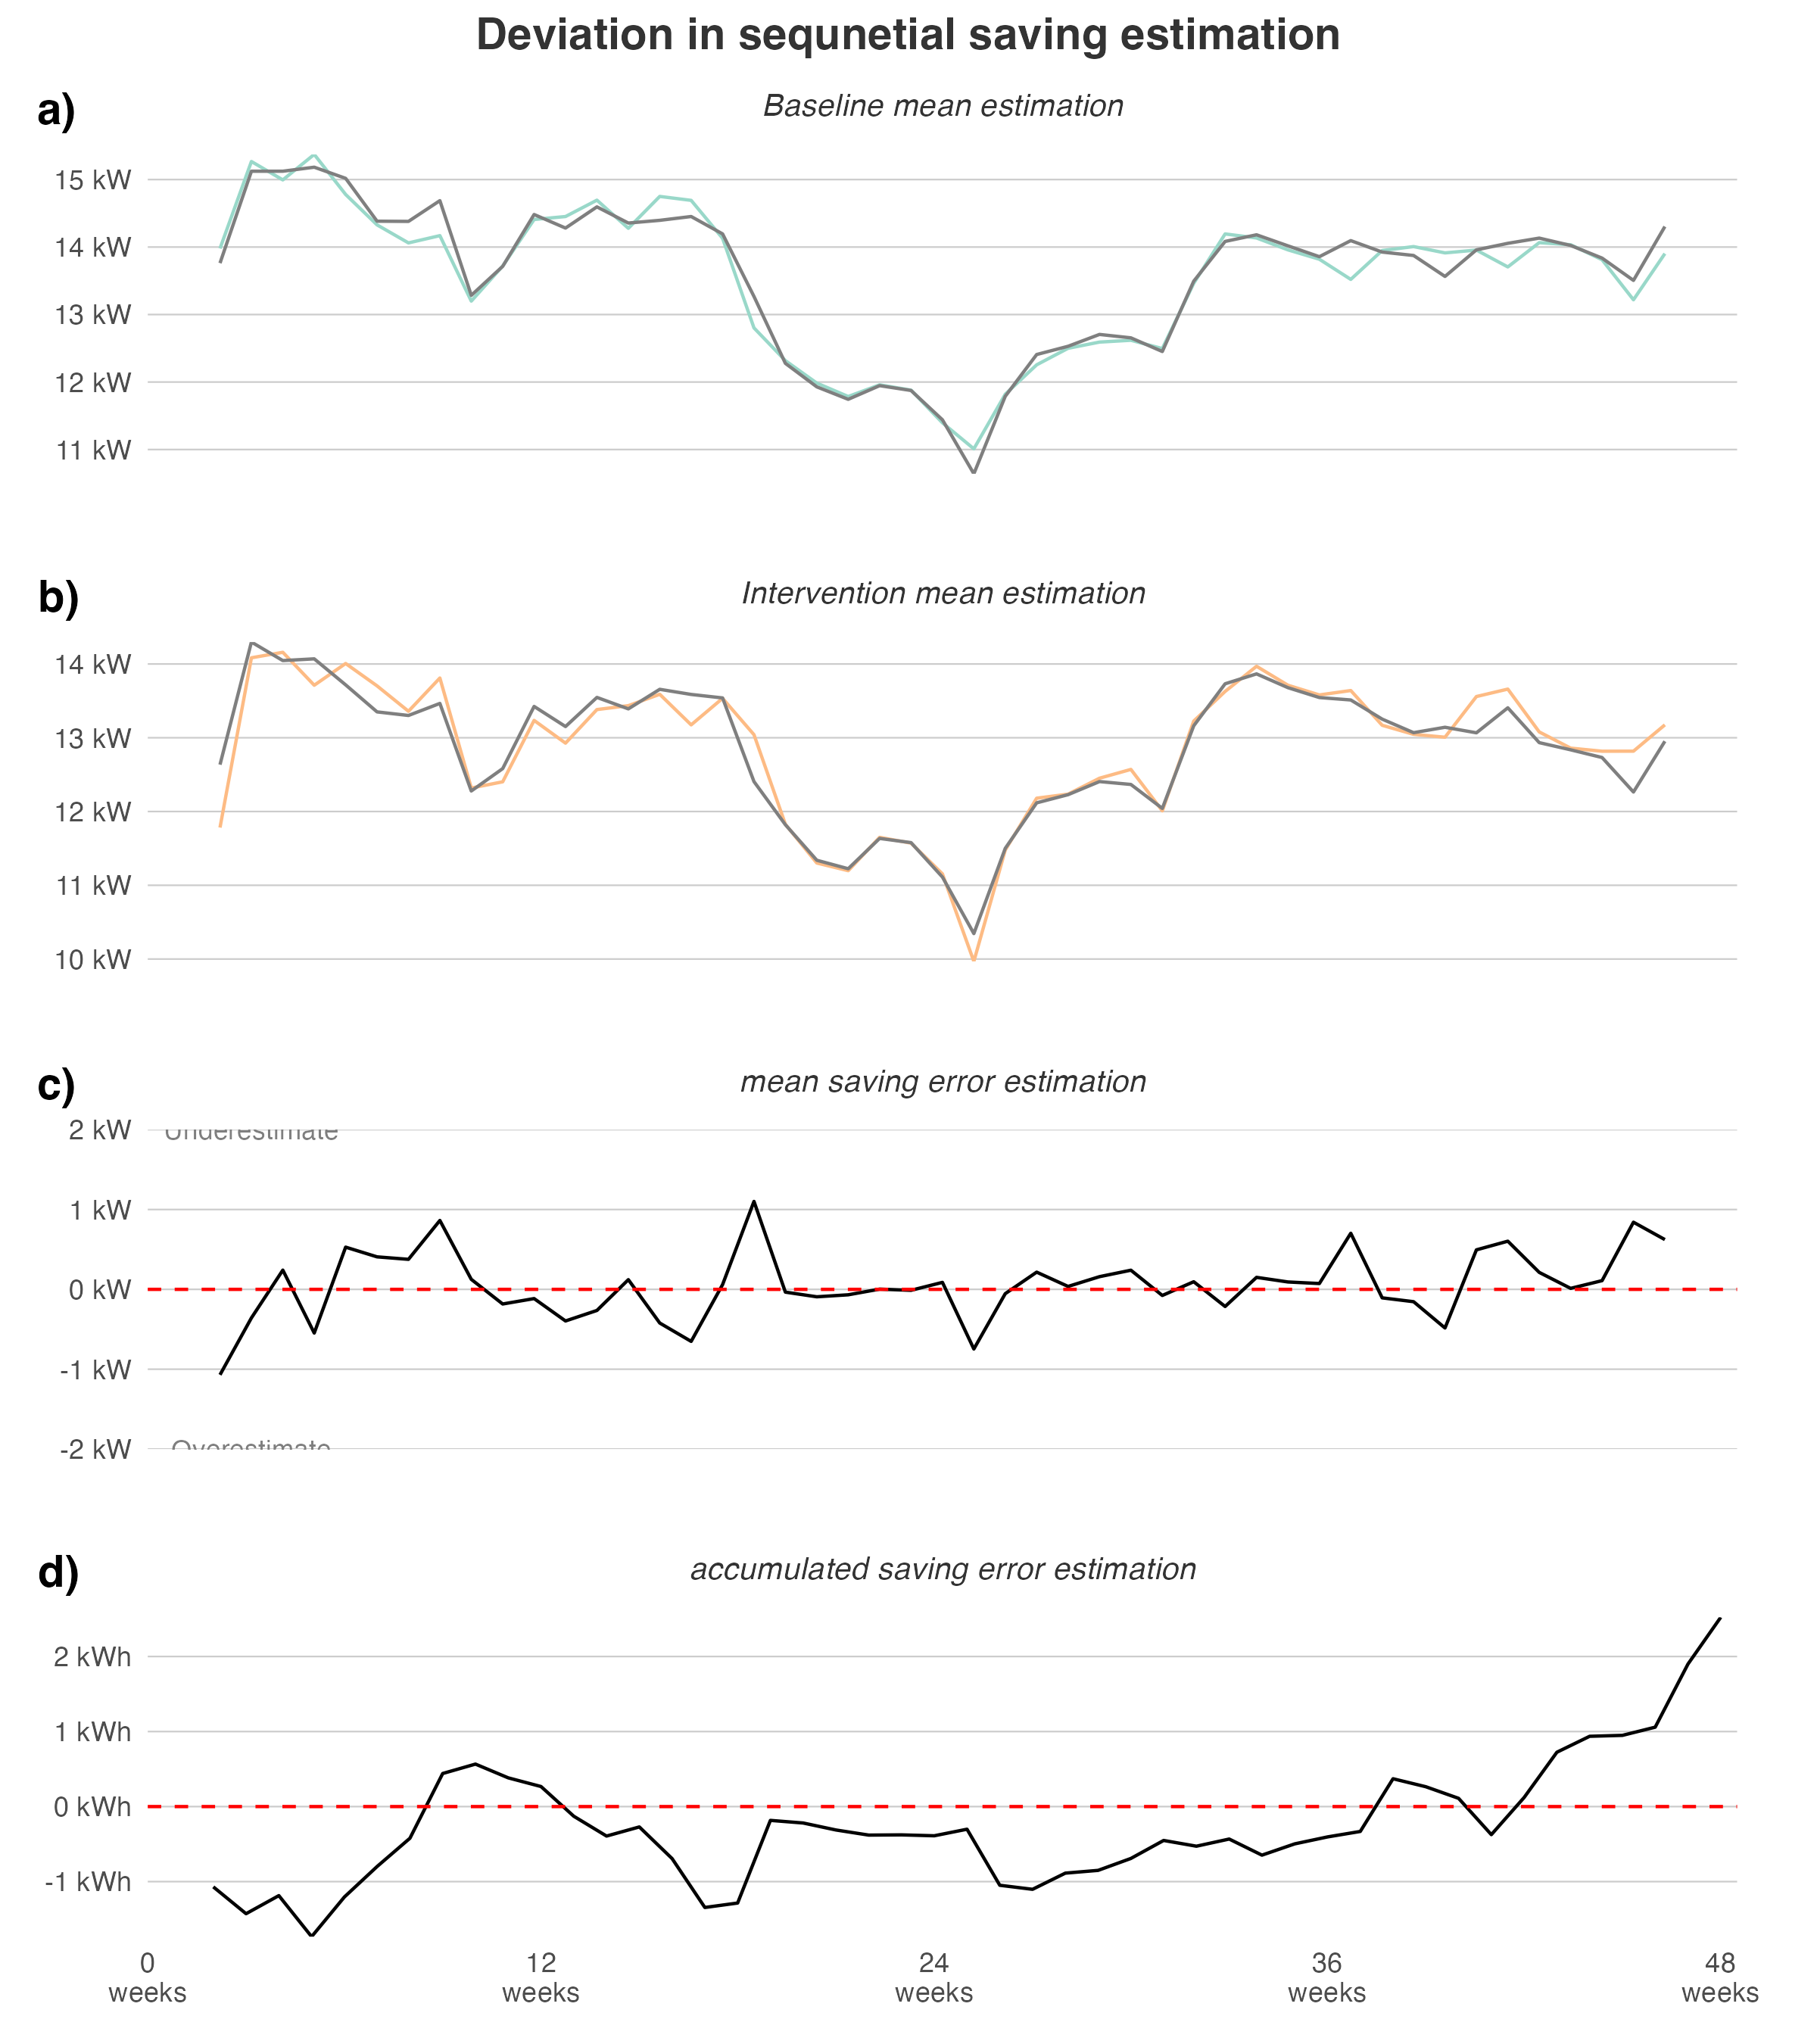 Deviation in sequnetial saving estimation
a)
Baseline mean estimation
15 kW
14 kW
13 kW
12 kW
11 kW
b)
Intervention mean estimation
14 kW
13 kW
12 kW
11 kW
10 kW
c)
mean saving error estimation
2 kW
Underestimate
1 kW
0 kW
-1 kW
-2 kW
Overestimate
d)
accumulated saving error estimation
2 kWh
1 kWh
0 kWh
-1 kWh
0 12 24 36 48
weeks weeks weeks weeks weeks